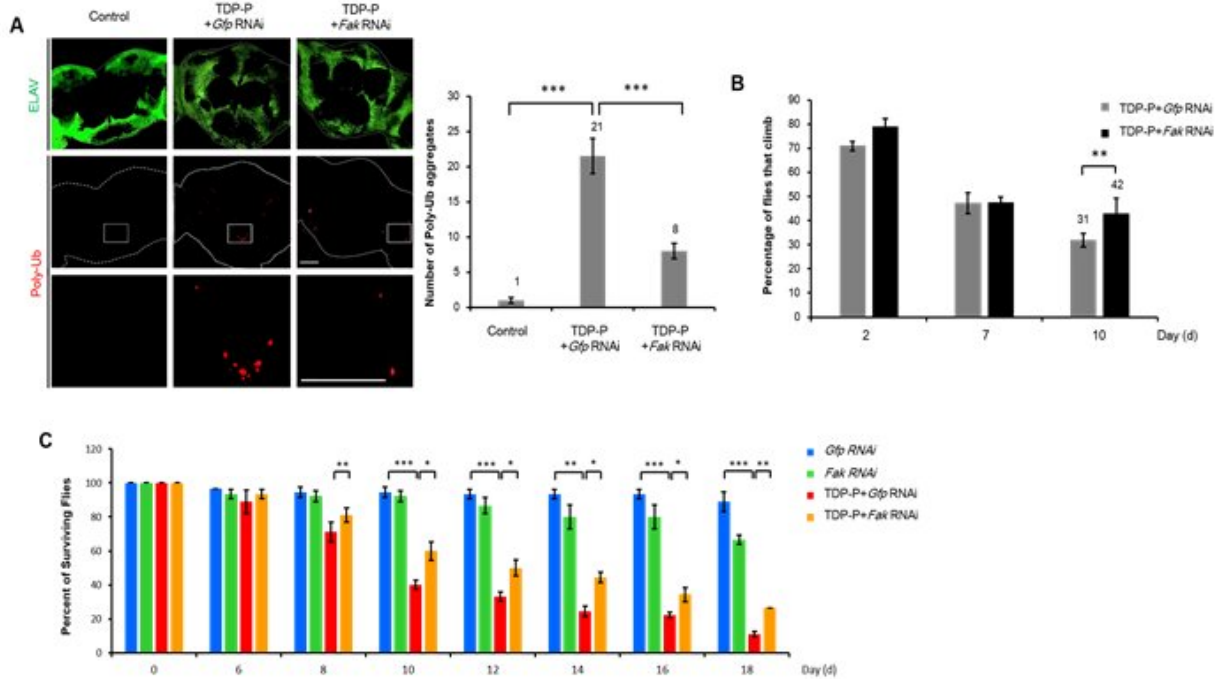 A
Control
TDP-P
+Gfp RNAi
TDP-P
+Fak RNAi
ELAV
Poly-Ub
Number of Poly-Ub aggregates
30
25
20
15
10
5
0
***
***
1
21
8
Control
TDP-P
+Gfp RNAi
TDP-P
+Fak RNAi
B
Percentage of flies that climb
90
80
70
60
50
40
30
20
10
0
TDP-P+Gfp RNAi
TDP-P+Fak RNAi
**
31
42
2
7
10
Day (d)
C
Percent of Surviving Flies
120
100
80
60
40
20
0
**
***
*
***
*
**
*
***
*
***
**
Gfp RNAi
Fak RNAi
TDP-P+Gfp RNAi
TDP-P+Fak RNAi
0
6
8
10
12
14
16
18
Day (d)